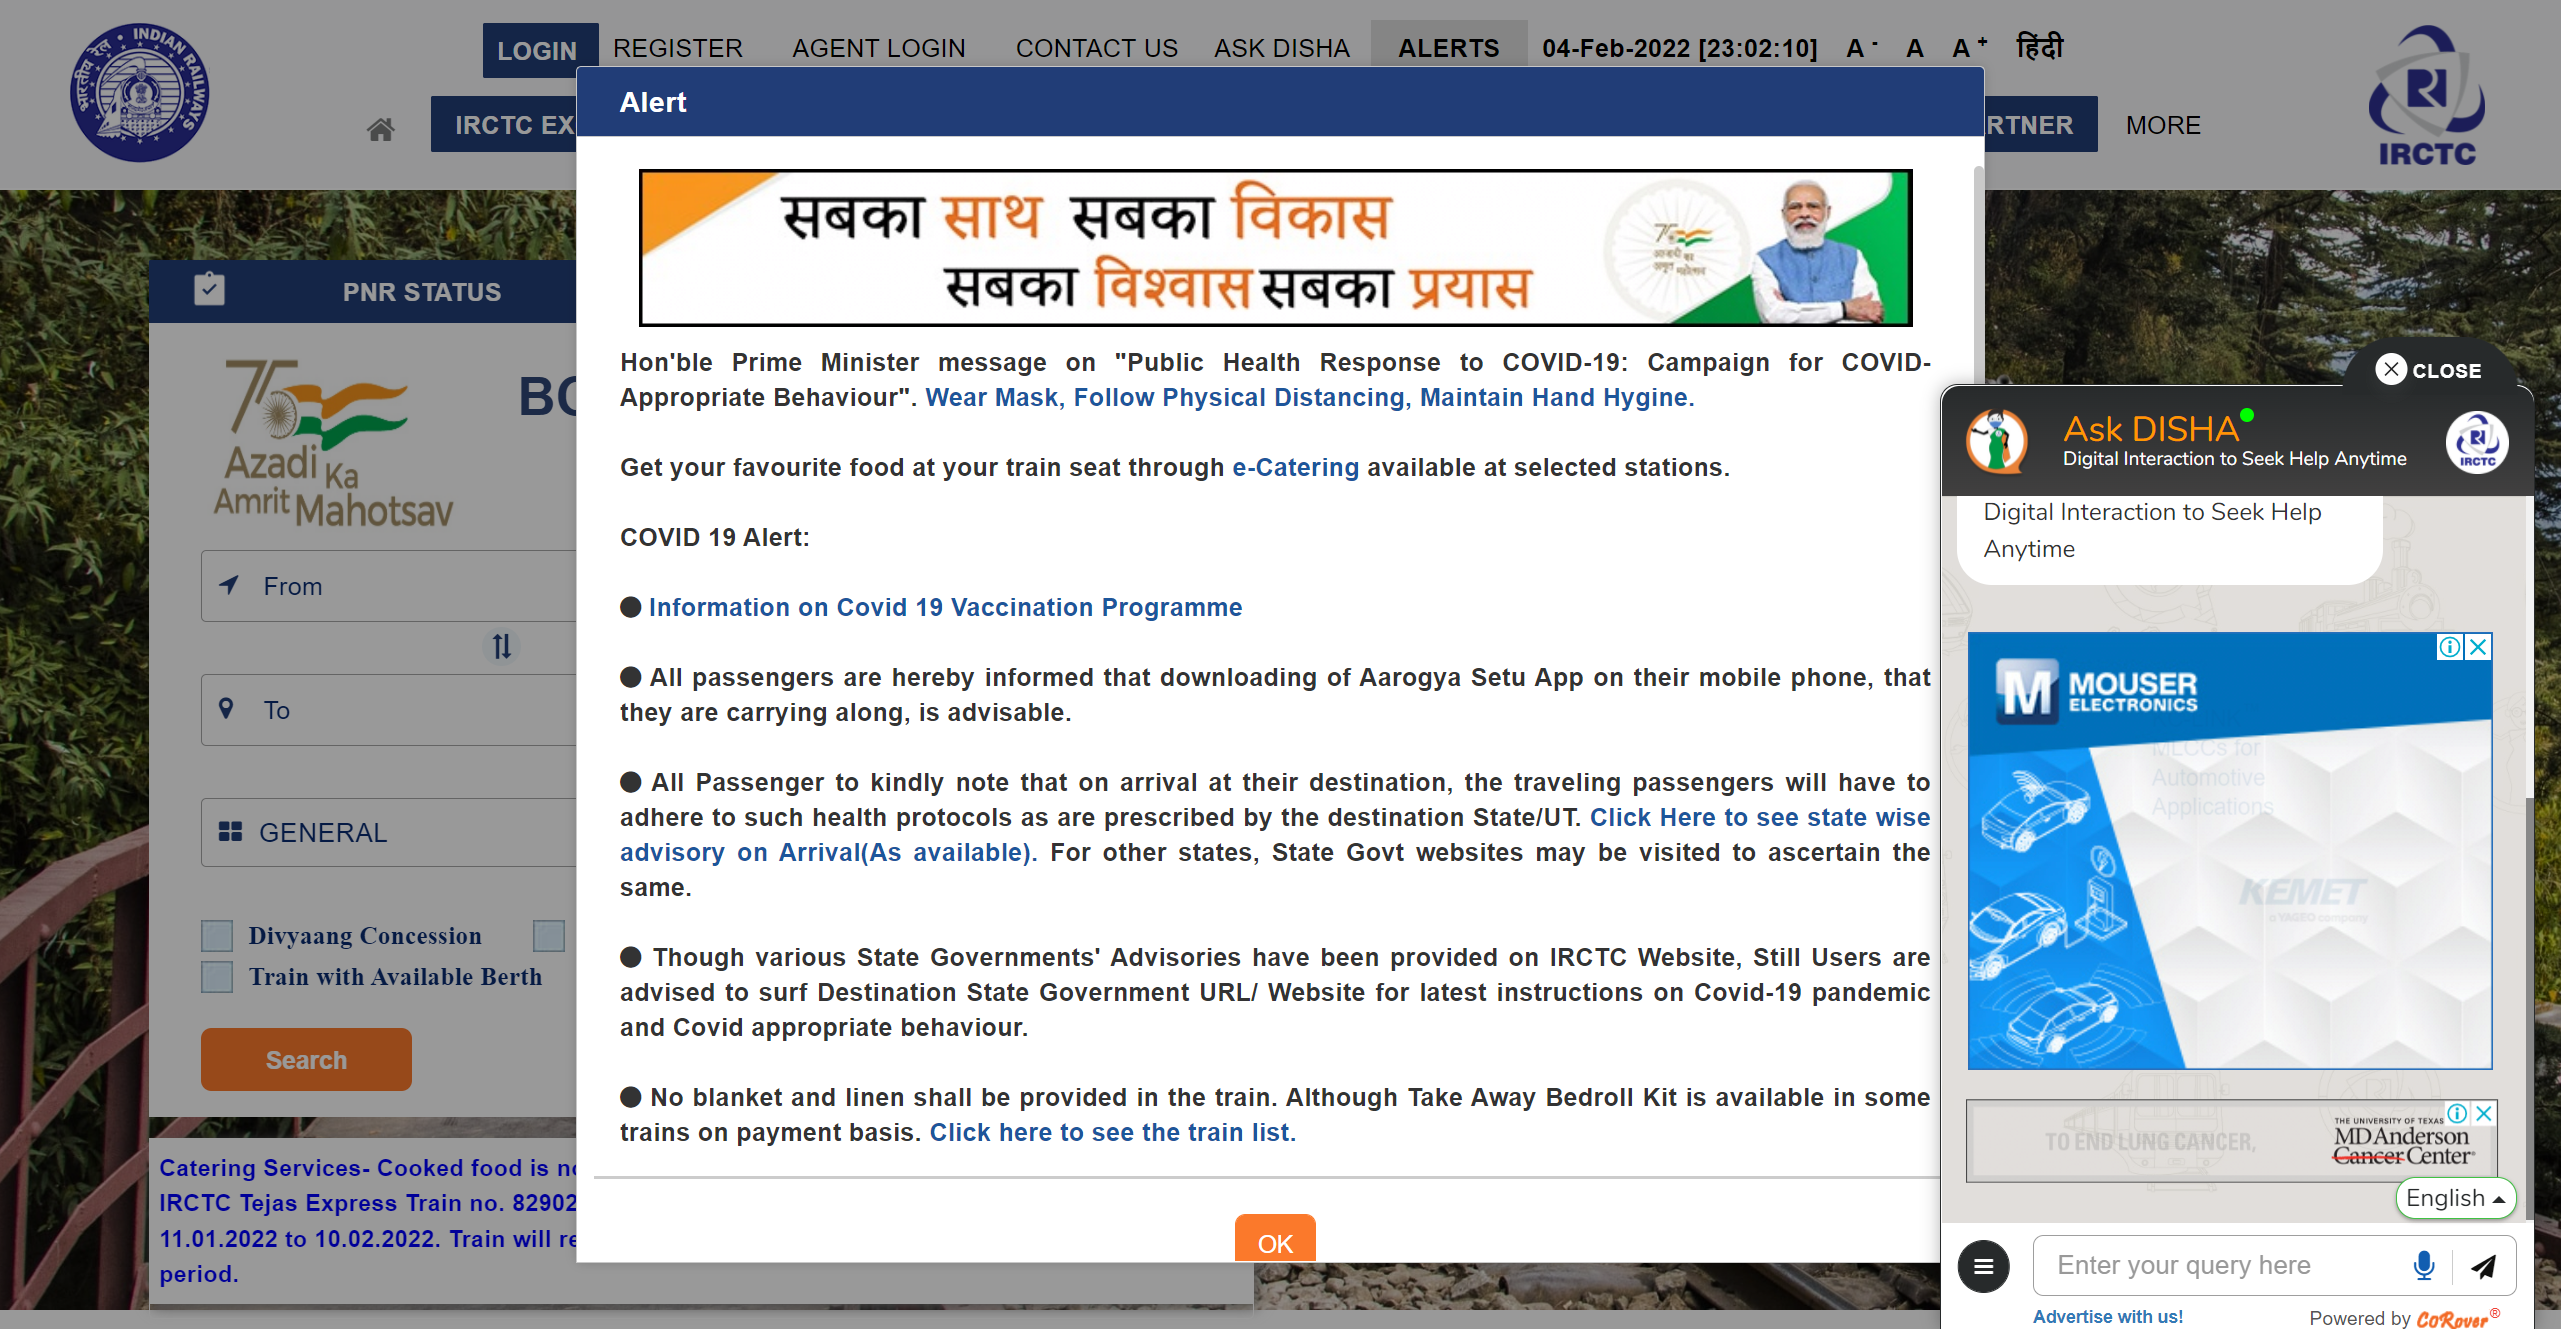 भारतीय रेल
INDIAN RAILWAYS
LOGIN
REGISTER
AGENT LOGIN
CONTACT US
ASK DISHA
ALERTS
04-Feb-2022 [23:02:10]
A -
A
A +
हिंदी
IRCTC
IRCTC EX
RTNER
MORE
PNR STATUS
75
Azadi Ka
Amrit Mahotsav
From
To
GENERAL
Divyaang Concession
Train with Available Berth
Search
Catering Services- Cooked food is
IRCTC Tejas Express Train no. 82902
11.01.2022 to 10.02.2022. Train will
period.
Alert
सबका साथ सबका विकास
सबका विश्वास सबका प्रयास
75
आज़ादी का
अमृत महोत्सव
Hon'ble Prime Minister message on "Public Health Response to COVID-19: Campaign for COVID-
Appropriate Behaviour". Wear Mask, Follow Physical Distancing, Maintain Hand Hygine.
Get your favourite food at your train seat through e-Catering available at selected stations.
COVID 19 Alert:
● Information on Covid 19 Vaccination Programme
● All passengers are hereby informed that downloading of Aarogya Setu App on their mobile phone, that
they are carrying along, is advisable.
● All Passenger to kindly note that on arrival at their destination, the traveling passengers will have to
adhere to such health protocols as are prescribed by the destination State/UT. Click Here to see state wise
advisory on Arrival(As available). For other states, State Govt websites may be visited to ascertain the
same.
● Though various State Governments' Advisories have been provided on IRCTC Website, Still Users are
advised to surf Destination State Government URL/ Website for latest instructions on Covid-19 pandemic
and Covid appropriate behaviour.
● No blanket and linen shall be provided in the train. Although Take Away Bedroll Kit is available in some
trains on payment basis. Click here to see the train list.
OK
CLOSE
Ask DISHA
Digital Interaction to Seek Help Anytime
IRCTC
Digital Interaction to Seek Help
Anytime
M MOUSER
ELECTRONICS
MLCCs for
Automotive
Applications
KEMET
a YAGEO company
TO END LUNG CANCER,
THE UNIVERSITY OF TEXAS
MD Anderson
Cancer Center
English
Enter your query here
Advertise with us!
Powered by CoRover®